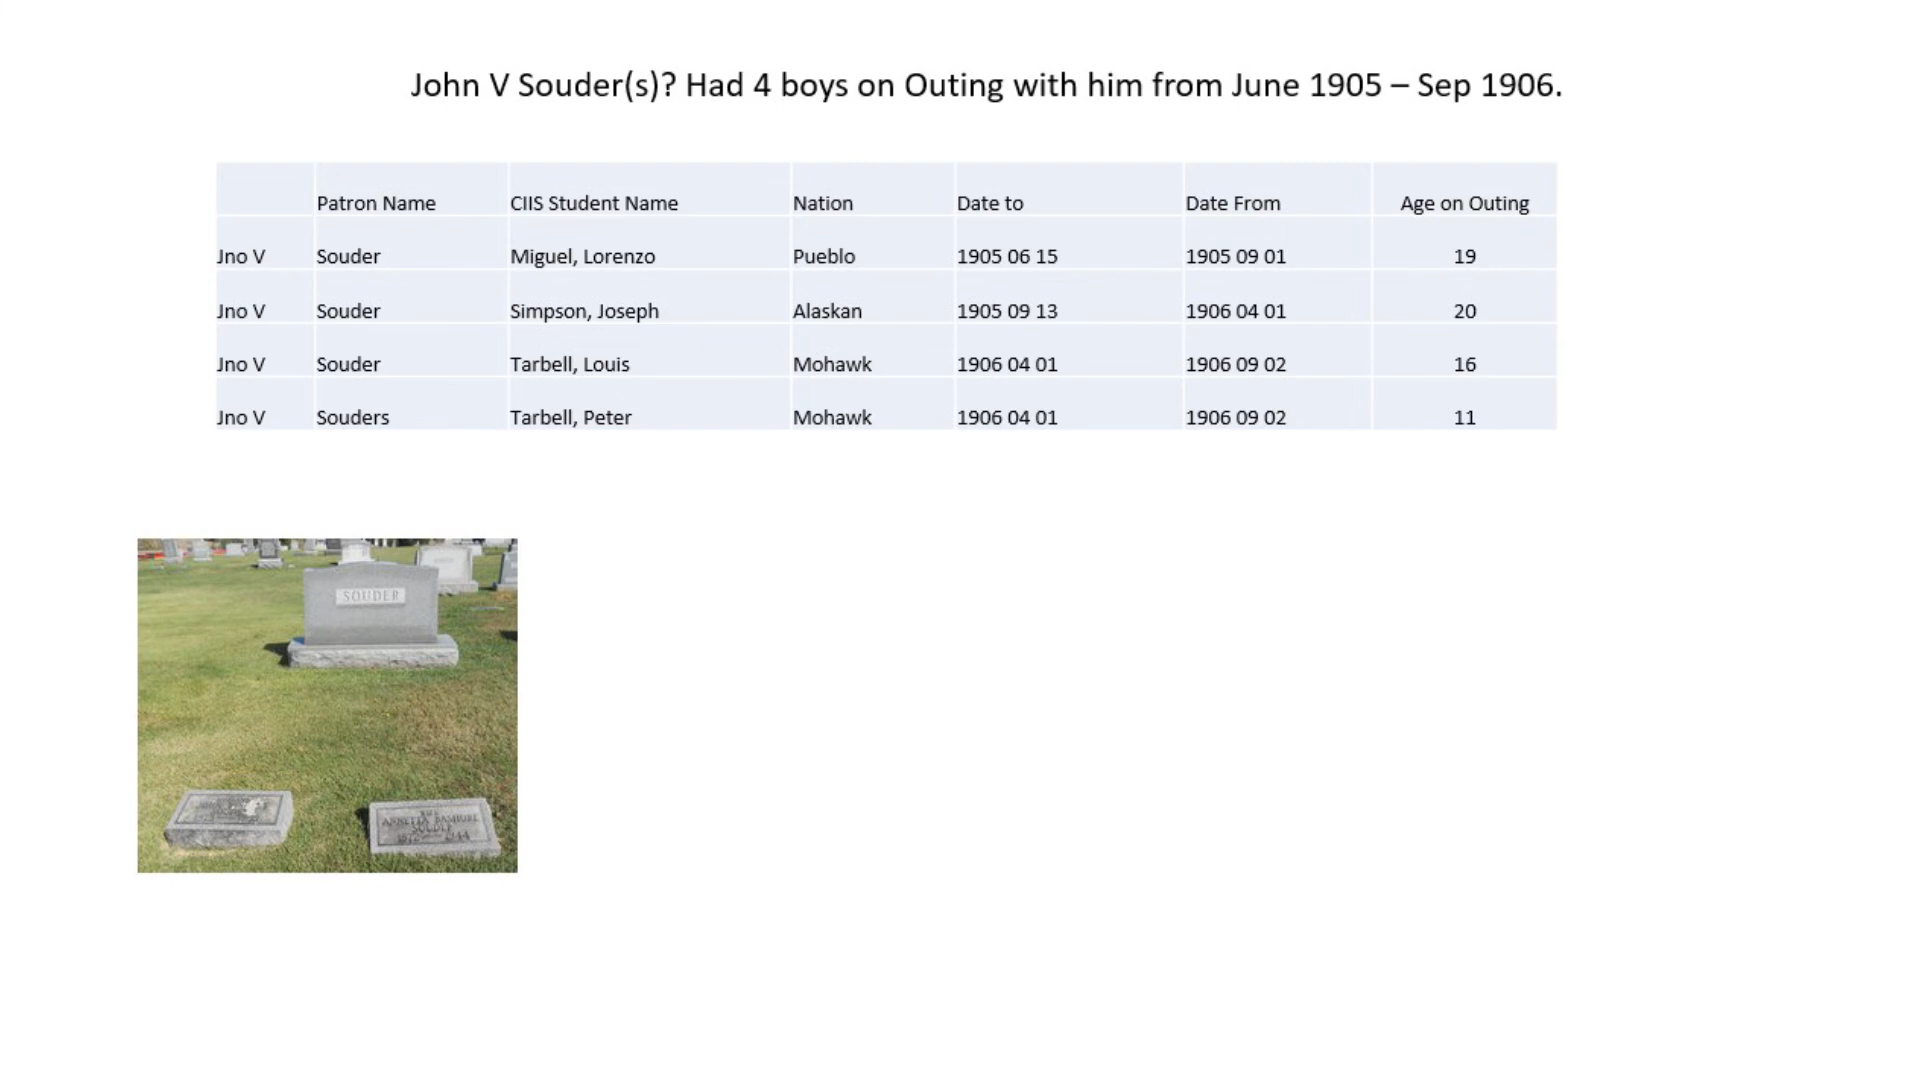 John V Souder(s)? Had 4 boys on Outing with him from June 1905 – Sep 1906.
Patron Name CIIS Student Name Nation Date to Date From Age on Outing
Jno V Souder Miguel, Lorenzo Pueblo 1905 06 15 1905 09 01 19
Jno V Souder Simpson, Joseph Alaskan 1905 09 13 1906 04 01 20
Jno V Souder Tarbell, Louis Mohawk 1906 04 01 1906 09 02 16
Jno V Souders Tarbell, Peter Mohawk 1906 04 01 1906 09 02 11
SOUDER
ANNETTA
SOUDER
1944